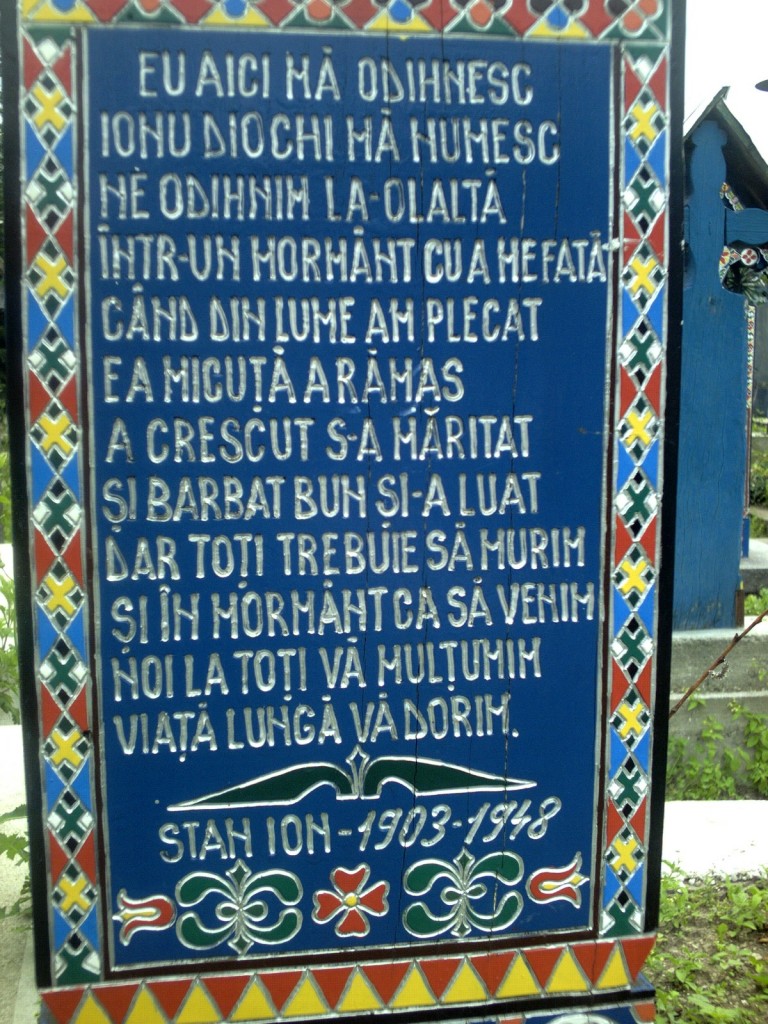 EU AICI MĂ ODIHNESC
IONU DIOCHI MĂ NUMESC
NE ODIHNIM LA-OLALTĂ
ÎNTR-UN MORMÂNT CU A ME FATĂ
CÂND DIN LUME AM PLECAT
EA MICUȚĂ A RĂMAS
A CRESCUT S-A MĂRITAT
ȘI BARBAT BUN SI-A LUAT
DAR TOȚI TREBUIE SĂ MURIM
ȘI ÎN MORMÂNT CA SĂ VENIM
NOI LA TOȚI VĂ MULȚUMIM
VIAȚĂ LUNGĂ VĂ DORIM.
STAN ION - 1903-1948